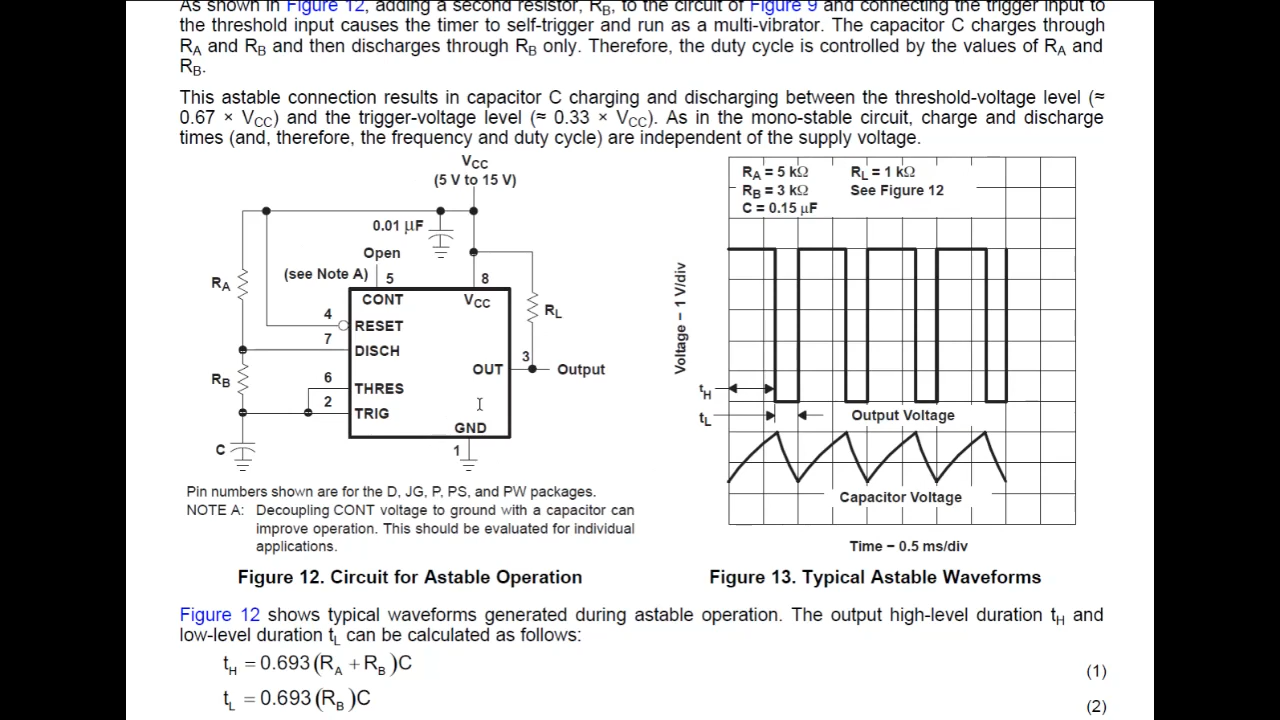 As shown in Figure 12, adding a second resistor, RB, to the circuit of Figure 9 and connecting the trigger input to
the threshold input causes the timer to self-trigger and run as a multi-vibrator. The capacitor C charges through
RA and RB and then discharges through RB only. Therefore, the duty cycle is controlled by the values of RA and
RB.
This astable connection results in capacitor C charging and discharging between the threshold-voltage level (≈
0.67 × VCC) and the trigger-voltage level (≈ 0.33 × VCC). As in the mono-stable circuit, charge and discharge
times (and, therefore, the frequency and duty cycle) are independent of the supply voltage.
VCC
(5 V to 15 V)
0.01 µF
Open
(see Note A)
5
8
CONT
VCC
RA
RL
4
RESET
7
DISCH
3
OUT
Output
RB
6
THRES
2
TRIG
GND
C
1
Pin numbers shown are for the D, JG, P, PS, and PW packages.
NOTE A: Decoupling CONT voltage to ground with a capacitor can
improve operation. This should be evaluated for individual
applications.
Figure 12. Circuit for Astable Operation
RA = 5 kΩ
RL = 1 kΩ
RB = 3 kΩ
See Figure 12
C = 0.15 µF
Voltage − 1 V/div
tH
tL
Output Voltage
Capacitor Voltage
Time − 0.5 ms/div
Figure 13. Typical Astable Waveforms
Figure 12 shows typical waveforms generated during astable operation. The output high-level duration tH and
low-level duration tL can be calculated as follows:
tH = 0.693 (RA + RB )C (1)
tL = 0.693 (RB )C (2)